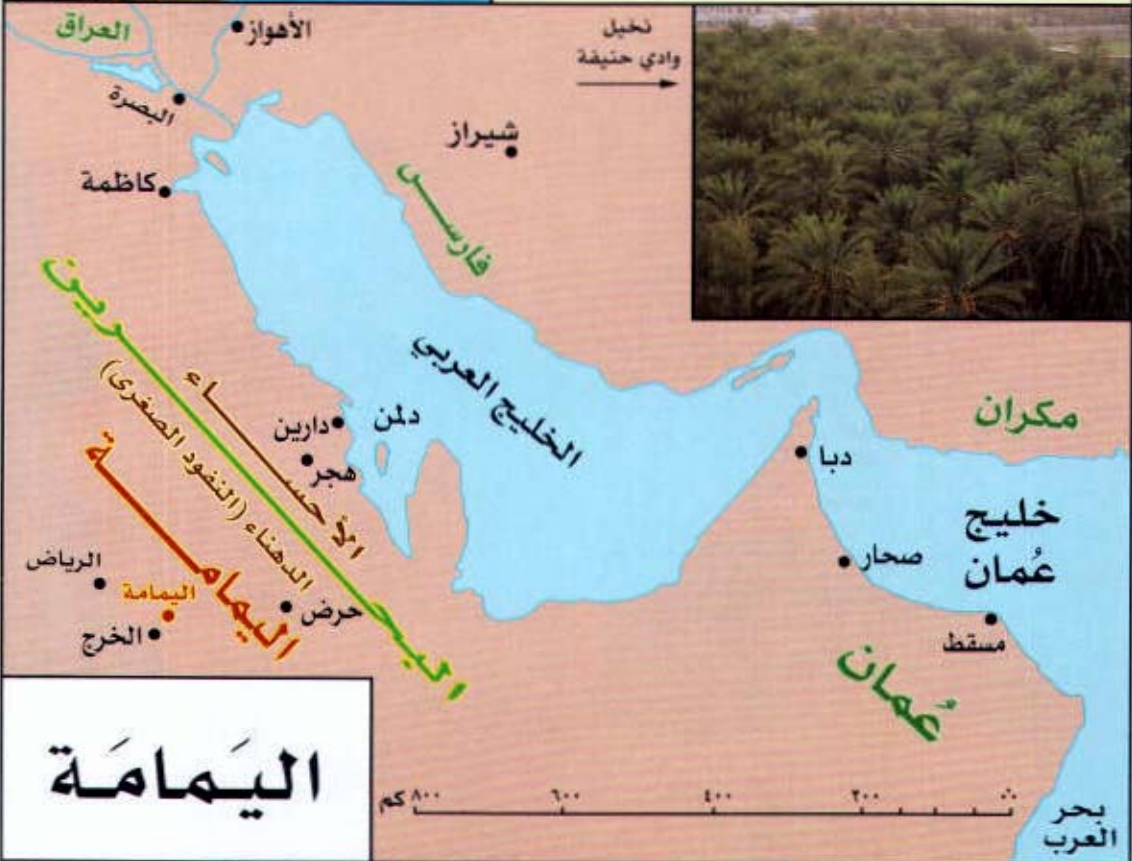 العراق
الأهواز
نخيل
وادي حنيفة
البصرة
شيراز
كاظمة
فارس
البحرين
الأحساء
الدهناء (النفود الصغرى)
اليمامة
الخليج العربي
دلمن
دارين
هجر
مكران
دبا
خليج
عُمان
صحار
مسقط
عُمان
الرياض
اليمامة
الخرج
حرض
اليَمامَة
كم ٨٠٠ ٦٠٠ ٤٠٠ ٢٠٠ ٠
بحر
العرب